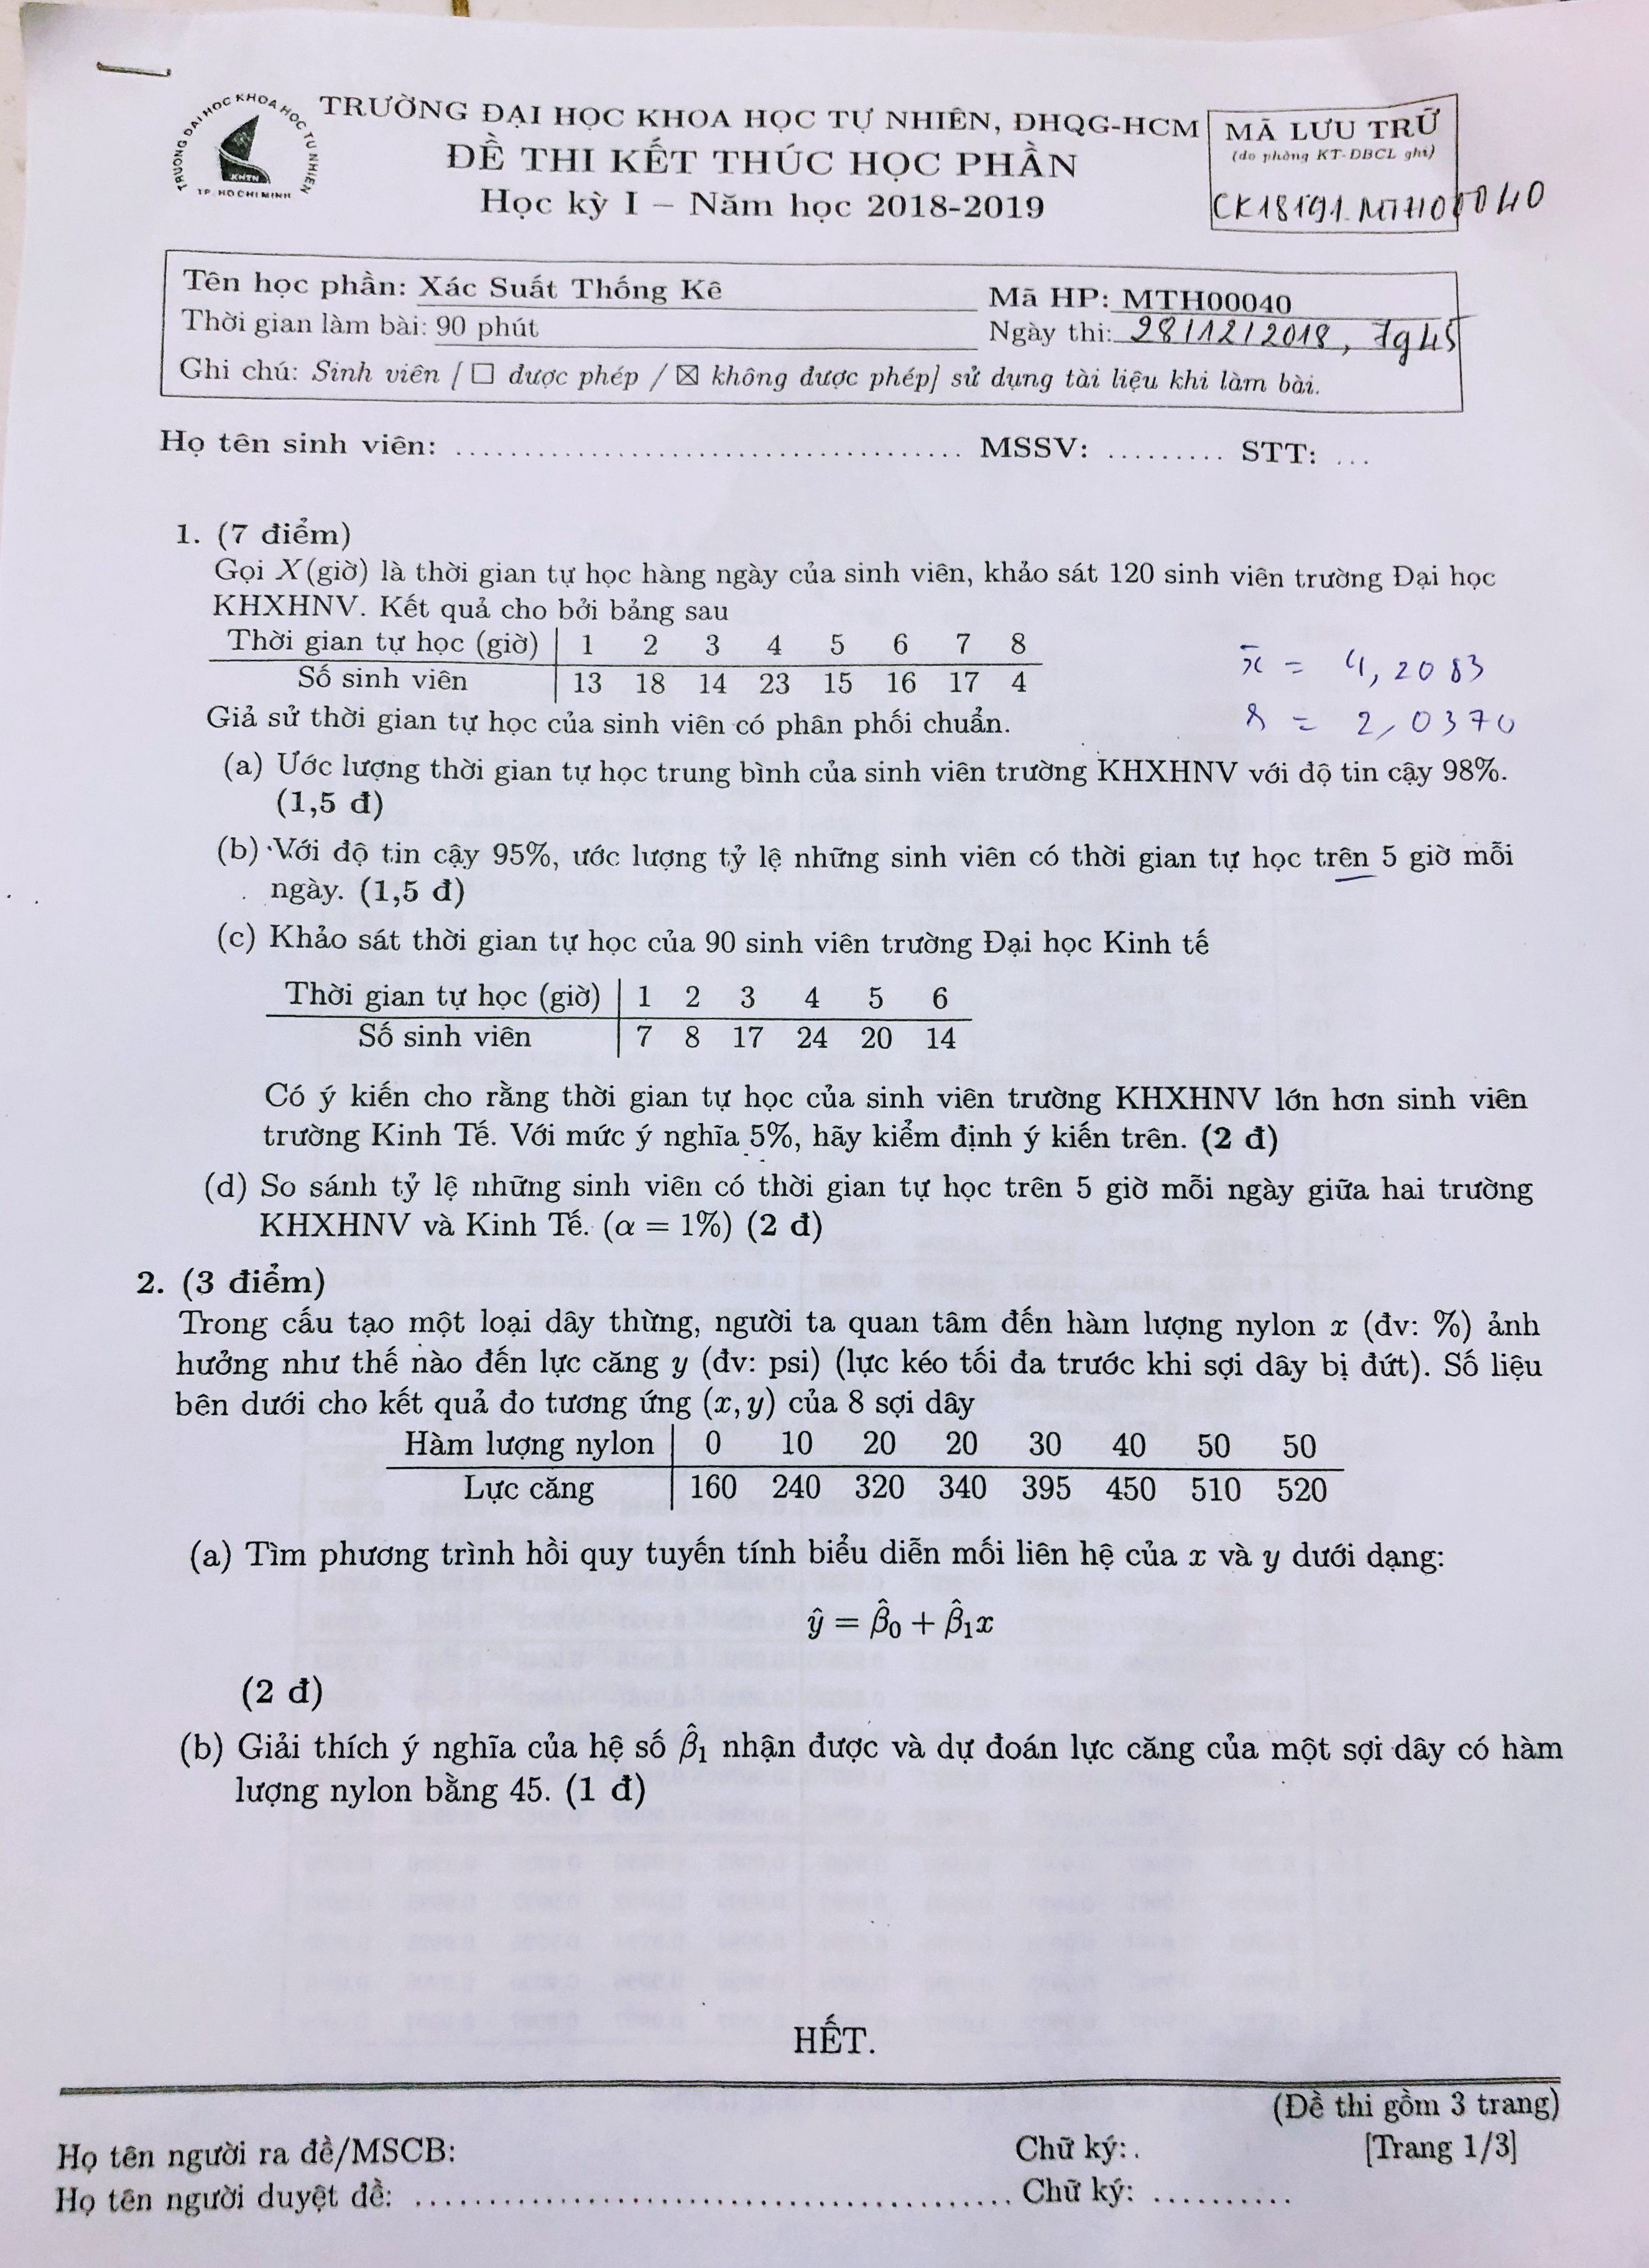 TRƯỜNG ĐẠI HỌC KHOA HỌC TỰ NHIÊN
KHTN
TP. HO CHI MINH
TRƯỜNG ĐẠI HỌC KHOA HỌC TỰ NHIÊN, ĐHQG-HCM
ĐỀ THI KẾT THÚC HỌC PHẦN
Học kỳ I – Năm học 2018-2019
MÃ LƯU TRỮ
(do phòng KT-ĐBCL ghi)
CK18191.MTH00040
Tên học phần: Xác Suất Thống Kê Mã HP: MTH00040
Thời gian làm bài: 90 phút Ngày thi: 28/12/2018, 7g45
Ghi chú: Sinh viên [ ☐ được phép / ☒ không được phép] sử dụng tài liệu khi làm bài.
Họ tên sinh viên: ..................................... MSSV: ......... STT: ...
1. (7 điểm)
Gọi X(giờ) là thời gian tự học hàng ngày của sinh viên, khảo sát 120 sinh viên trường Đại học
KHXHNV. Kết quả cho bởi bảng sau
Thời gian tự học (giờ) 1 2 3 4 5 6 7 8
Số sinh viên 13 18 14 23 15 16 17 4
x̄ = 4,2083
s = 2,0370
Giả sử thời gian tự học của sinh viên có phân phối chuẩn.
(a) Ước lượng thời gian tự học trung bình của sinh viên trường KHXHNV với độ tin cậy 98%.
(1,5 đ)
(b) Với độ tin cậy 95%, ước lượng tỷ lệ những sinh viên có thời gian tự học trên 5 giờ mỗi
ngày. (1,5 đ)
(c) Khảo sát thời gian tự học của 90 sinh viên trường Đại học Kinh tế
Thời gian tự học (giờ) 1 2 3 4 5 6
Số sinh viên 7 8 17 24 20 14
Có ý kiến cho rằng thời gian tự học của sinh viên trường KHXHNV lớn hơn sinh viên
trường Kinh Tế. Với mức ý nghĩa 5%, hãy kiểm định ý kiến trên. (2 đ)
(d) So sánh tỷ lệ những sinh viên có thời gian tự học trên 5 giờ mỗi ngày giữa hai trường
KHXHNV và Kinh Tế. (α = 1%) (2 đ)
2. (3 điểm)
Trong cấu tạo một loại dây thừng, người ta quan tâm đến hàm lượng nylon x (đv: %) ảnh
hưởng như thế nào đến lực căng y (đv: psi) (lực kéo tối đa trước khi sợi dây bị đứt). Số liệu
bên dưới cho kết quả đo tương ứng (x, y) của 8 sợi dây
Hàm lượng nylon 0 10 20 20 30 40 50 50
Lực căng 160 240 320 340 395 450 510 520
(a) Tìm phương trình hồi quy tuyến tính biểu diễn mối liên hệ của x và y dưới dạng:
ŷ = β̂₀ + β̂₁x
(2 đ)
(b) Giải thích ý nghĩa của hệ số β̂₁ nhận được và dự đoán lực căng của một sợi dây có hàm
lượng nylon bằng 45. (1 đ)
HẾT.
(Đề thi gồm 3 trang)
Họ tên người ra đề/MSCB: Chữ ký:. [Trang 1/3]
Họ tên người duyệt đề: .......................................... Chữ ký: ..........